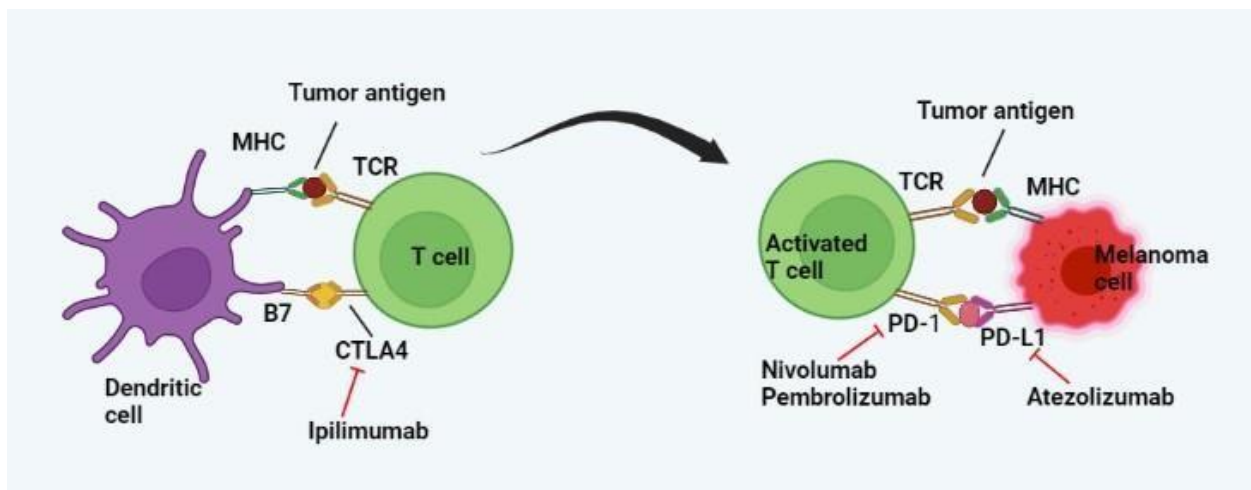 Tumor antigen
MHC
TCR
T cell
B7
CTLA4
Dendritic
cell
Ipilimumab
Tumor antigen
TCR
MHC
Activated
T cell
Melanoma
cell
PD-1
PD-L1
Nivolumab
Pembrolizumab
Atezolizumab